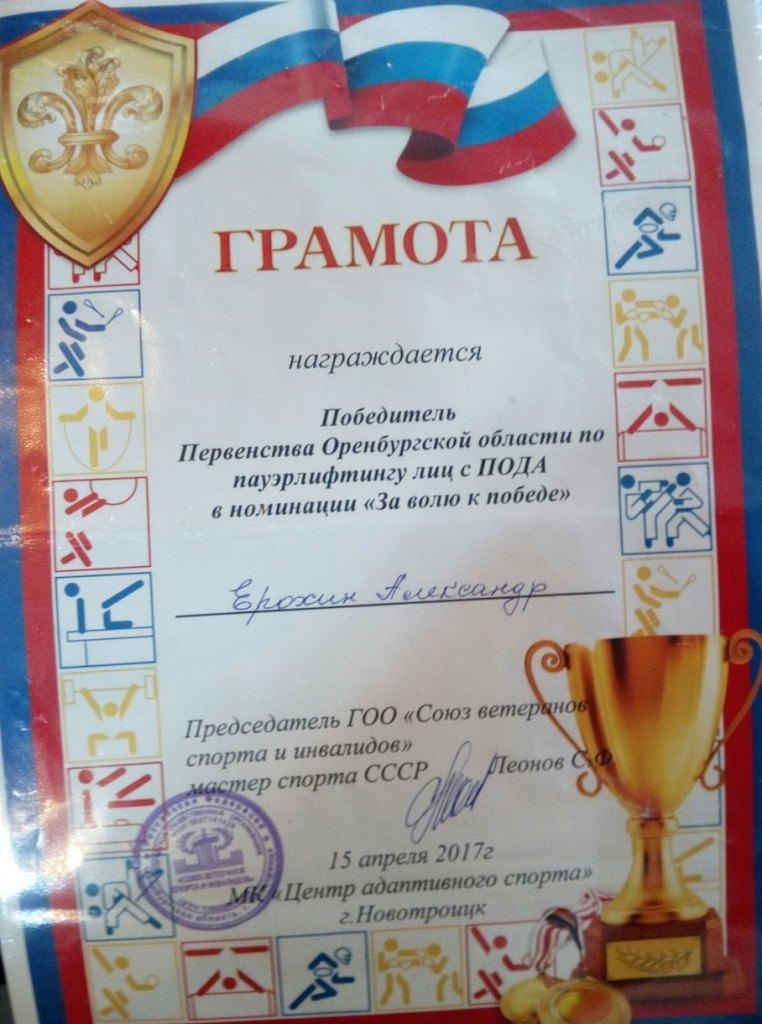 ГРАМОТА
награждается
Победитель
Первенства Оренбургской области по
пауэрлифтингу лиц с ПОДА
в номинации «За волю к победе»
Ерохин Александр
Председатель ГОО «Союз ветеранов
спорта и инвалидов»
мастер спорта СССР Леонов С.Ф.
15 апреля 2017г
МК «Центр адаптивного спорта»
г.Новотроицк